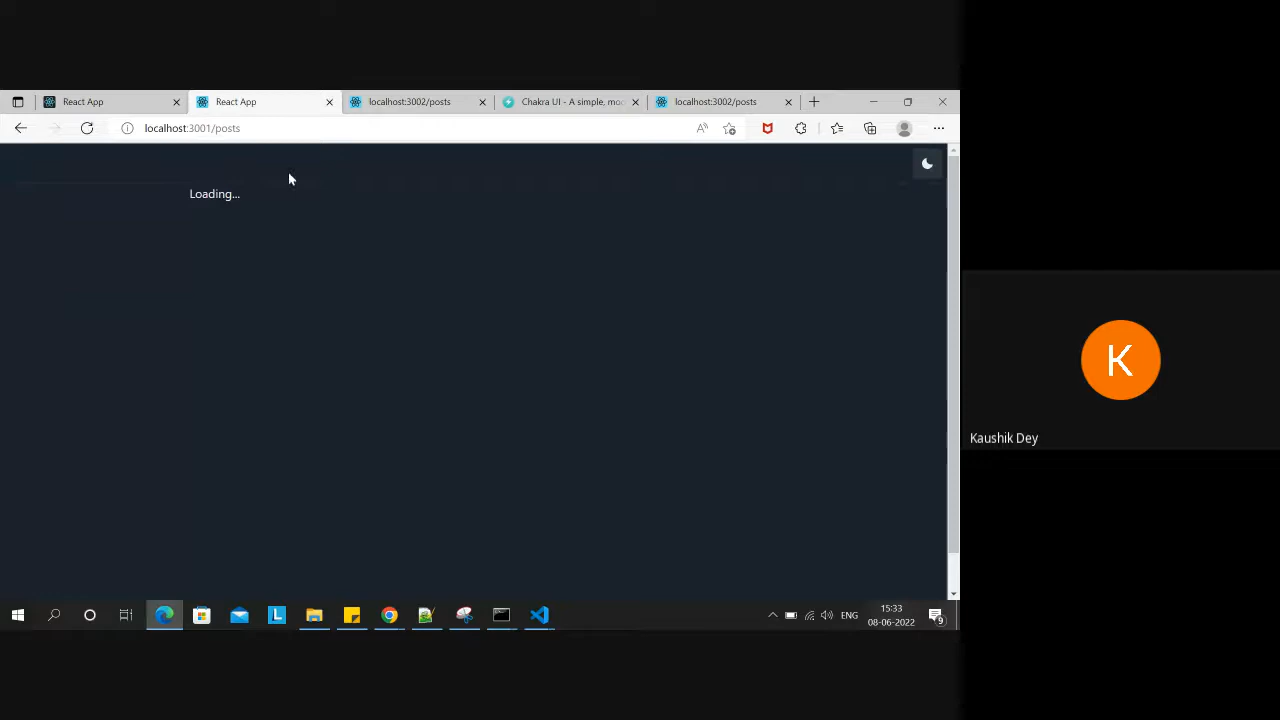 React App
React App
localhost:3002/posts
Chakra UI - A simple, mo
localhost:3002/posts
localhost:3001/posts
Loading...
K
Kaushik Dey
L
ENG
15:33
08-06-2022
9